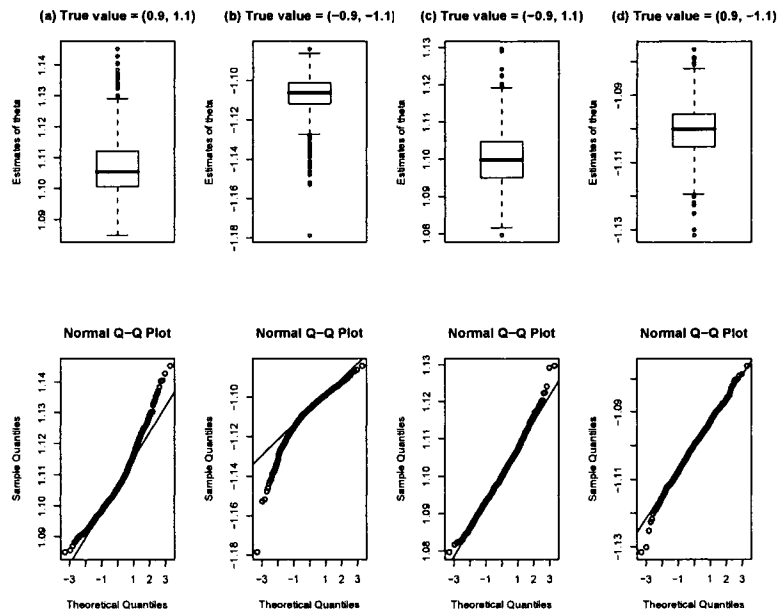 (a) True value = (0.9, 1.1)
(b) True value = (−0.9, −1.1)
(c) True value = (−0.9, 1.1)
(d) True value = (0.9, −1.1)
Estimates of theta
1.14
1.13
1.12
1.11
1.10
1.09
Estimates of theta
−1.10
−1.12
−1.14
−1.16
−1.18
Estimates of theta
1.13
1.12
1.11
1.10
1.09
1.08
Estimates of theta
−1.09
−1.11
−1.13
Normal Q−Q Plot
Normal Q−Q Plot
Normal Q−Q Plot
Normal Q−Q Plot
Sample Quantiles
1.14
1.13
1.12
1.11
1.10
1.09
−3 −1 1 2 3
Theoretical Quantiles
Sample Quantiles
−1.10
−1.12
−1.14
−1.16
−1.18
−3 −1 1 2 3
Theoretical Quantiles
Sample Quantiles
1.13
1.12
1.11
1.10
1.09
1.08
−3 −1 1 2 3
Theoretical Quantiles
Sample Quantiles
−1.09
−1.11
−1.13
−3 −1 1 2 3
Theoretical Quantiles